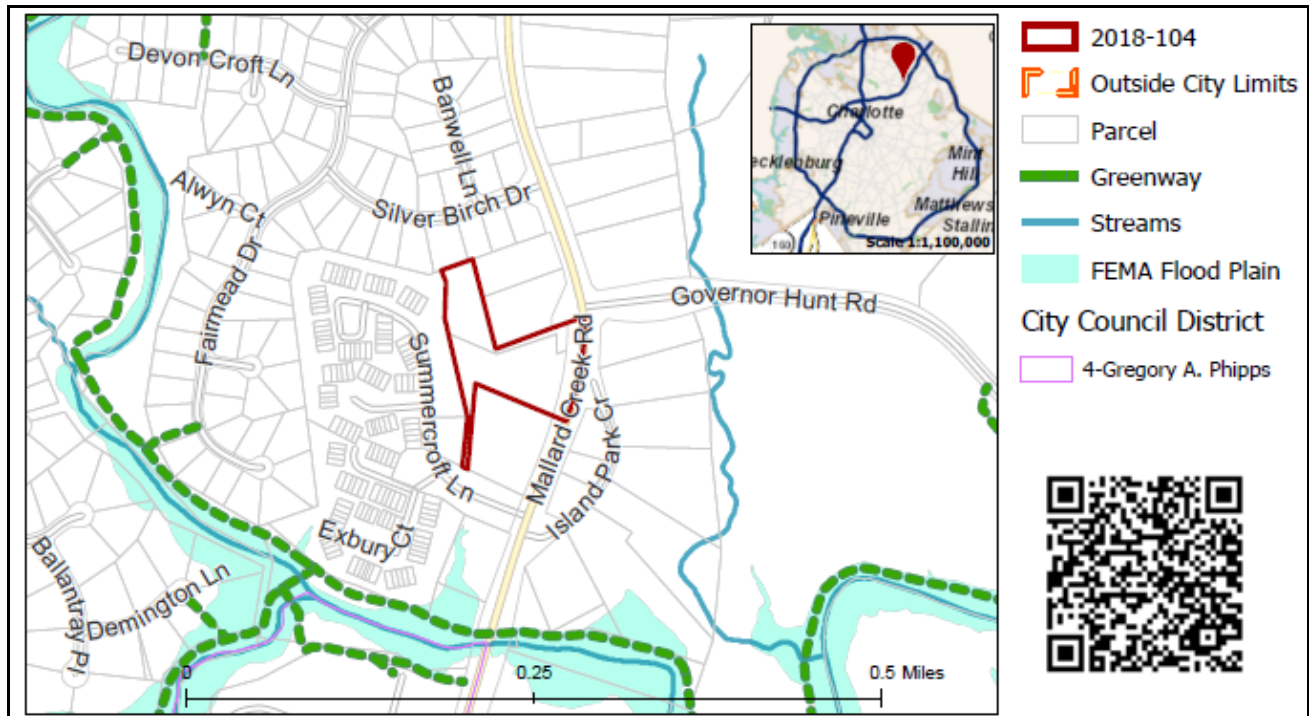 Devon Croft Ln
Banwell Ln
Alwyn Ct
Silver Birch Dr
Fairmead Dr
Governor Hunt Rd
Summercroft Ln
Mallard Creek Rd
Island Park Cr
Exbury Ct
Ballantray Pl
Demington Ln
0
0.25
0.5 Miles
Charlotte
ecklenburg
Mint
Hill
Matthews
Stallin
Pineville
160
Scale 1:1,100,000
2018-104
Outside City Limits
Parcel
Greenway
Streams
FEMA Flood Plain
City Council District
4-Gregory A. Phipps